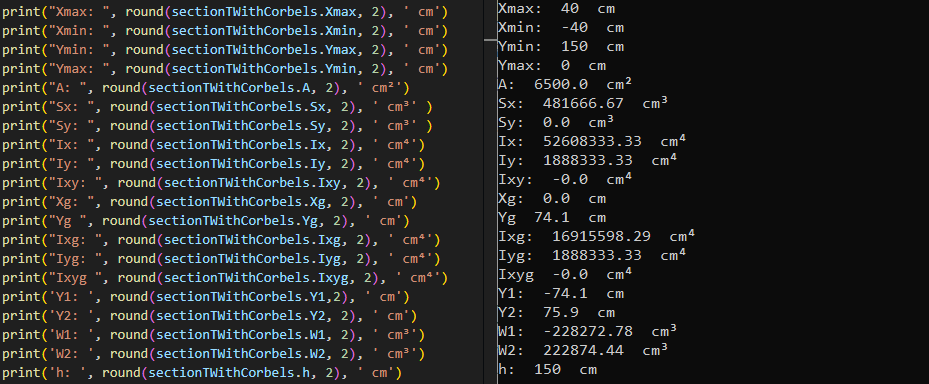 print("Xmax: ", round(sectionTWithCorbels.Xmax, 2), ' cm')
print("Xmin: ", round(sectionTWithCorbels.Xmin, 2), ' cm')
print("Ymin: ", round(sectionTWithCorbels.Ymax, 2), ' cm')
print("Ymax: ", round(sectionTWithCorbels.Ymin, 2), ' cm')
print("A: ", round(sectionTWithCorbels.A, 2), ' cm²')
print("Sx: ", round(sectionTWithCorbels.Sx, 2), ' cm³' )
print("Sy: ", round(sectionTWithCorbels.Sy, 2), ' cm³' )
print("Ix: ", round(sectionTWithCorbels.Ix, 2), ' cm⁴')
print("Iy: ", round(sectionTWithCorbels.Iy, 2), ' cm⁴')
print("Ixy: ", round(sectionTWithCorbels.Ixy, 2), ' cm⁴')
print("Xg: ", round(sectionTWithCorbels.Xg, 2), ' cm')
print("Yg ", round(sectionTWithCorbels.Yg, 2), ' cm')
print("Ixg: ", round(sectionTWithCorbels.Ixg, 2), ' cm⁴')
print("Iyg: ", round(sectionTWithCorbels.Iyg, 2), ' cm⁴')
print("Ixyg ", round(sectionTWithCorbels.Ixyg, 2), ' cm⁴')
print('Y1: ', round(sectionTWithCorbels.Y1,2), ' cm')
print('Y2: ', round(sectionTWithCorbels.Y2, 2), ' cm')
print('W1: ', round(sectionTWithCorbels.W1, 2), ' cm³')
print('W2: ', round(sectionTWithCorbels.W2, 2), ' cm³')
print('h: ', round(sectionTWithCorbels.h, 2), ' cm')
Xmax:  40  cm
Xmin:  -40  cm
Ymin:  150  cm
Ymax:  0  cm
A:  6500.0  cm²
Sx:  481666.67  cm³
Sy:  0.0  cm³
Ix:  52608333.33  cm⁴
Iy:  1888333.33  cm⁴
Ixy:  -0.0  cm⁴
Xg:  0.0  cm
Yg  74.1  cm
Ixg:  16915598.29  cm⁴
Iyg:  1888333.33  cm⁴
Ixyg  -0.0  cm⁴
Y1:  -74.1  cm
Y2:  75.9  cm
W1:  -228272.78  cm³
W2:  222874.44  cm³
h:  150  cm